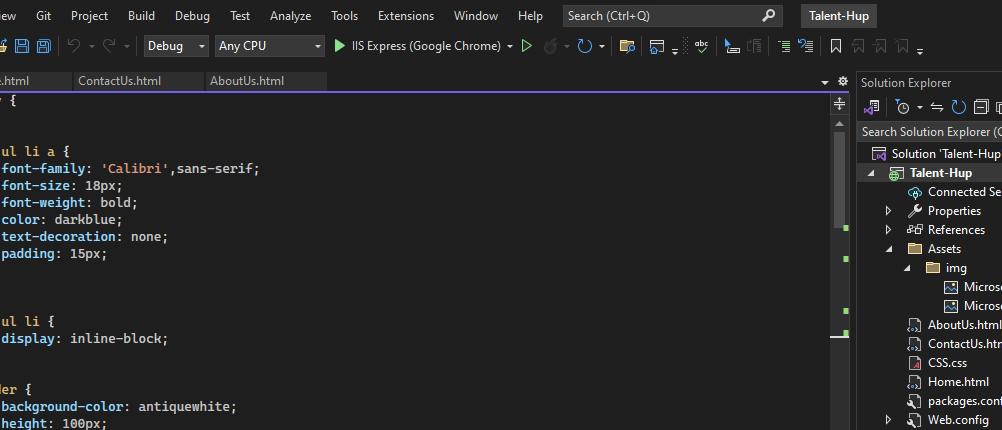 iew Git Project Build Debug Test Analyze Tools Extensions Window Help Search (Ctrl+Q) Talent-Hup
Debug Any CPU IIS Express (Google Chrome) abc
e.html ContactUs.html AboutUs.html
{
ul li a {
font-family: 'Calibri',sans-serif;
font-size: 18px;
font-weight: bold;
color: darkblue;
text-decoration: none;
padding: 15px;
ul li {
display: inline-block;
der {
background-color: antiquewhite;
height: 100px;
Solution Explorer
Search Solution Explorer (C
Solution 'Talent-Hup
Talent-Hup
Connected Se
Properties
References
Assets
img
Micros
Micros
AboutUs.html
ContactUs.htm
CSS.css
Home.html
packages.conf
Web.config